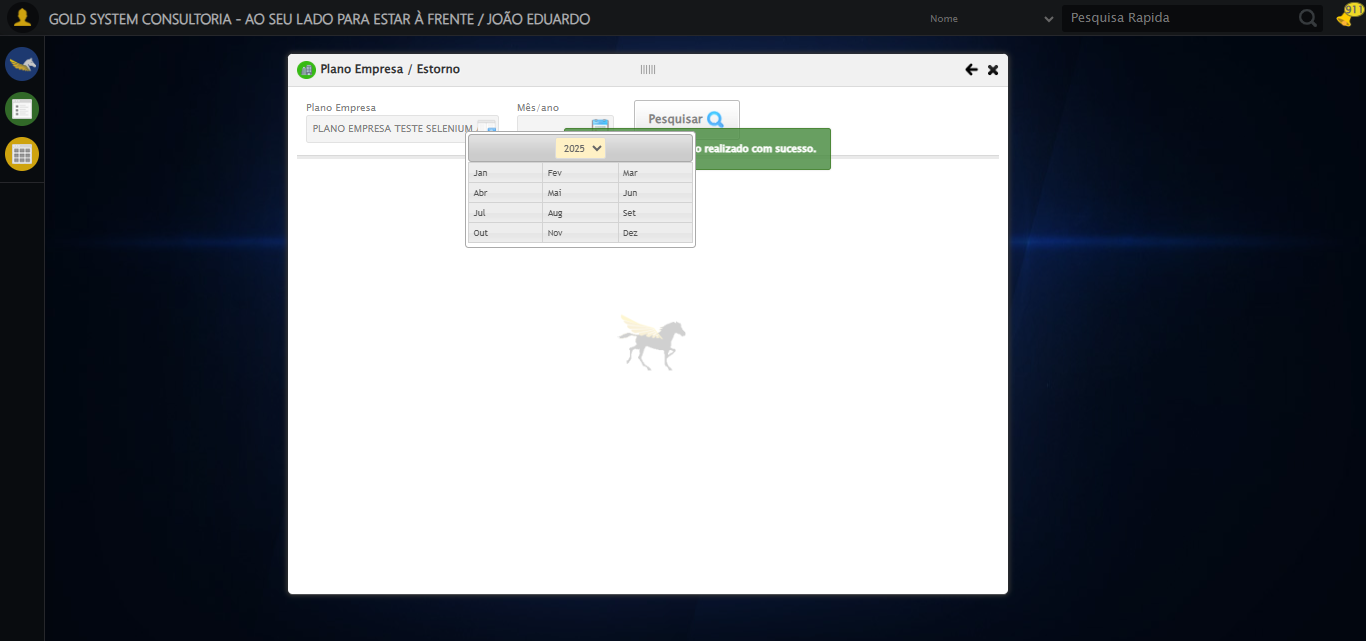 GOLD SYSTEM CONSULTORIA - AO SEU LADO PARA ESTAR À FRENTE / JOÃO EDUARDO
Nome
Pesquisa Rapida
911
Plano Empresa / Estorno
Plano Empresa
Mês/ano
PLANO EMPRESA TESTE SELENIUM
Pesquisar
o realizado com sucesso.
2025
Jan Fev Mar
Abr Mai Jun
Jul Aug Set
Out Nov Dez